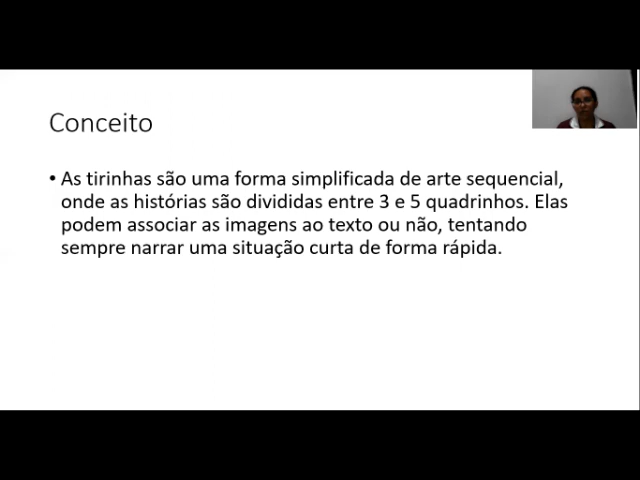 Conceito
• As tirinhas são uma forma simplificada de arte sequencial,
onde as histórias são divididas entre 3 e 5 quadrinhos. Elas
podem associar as imagens ao texto ou não, tentando
sempre narrar uma situação curta de forma rápida.